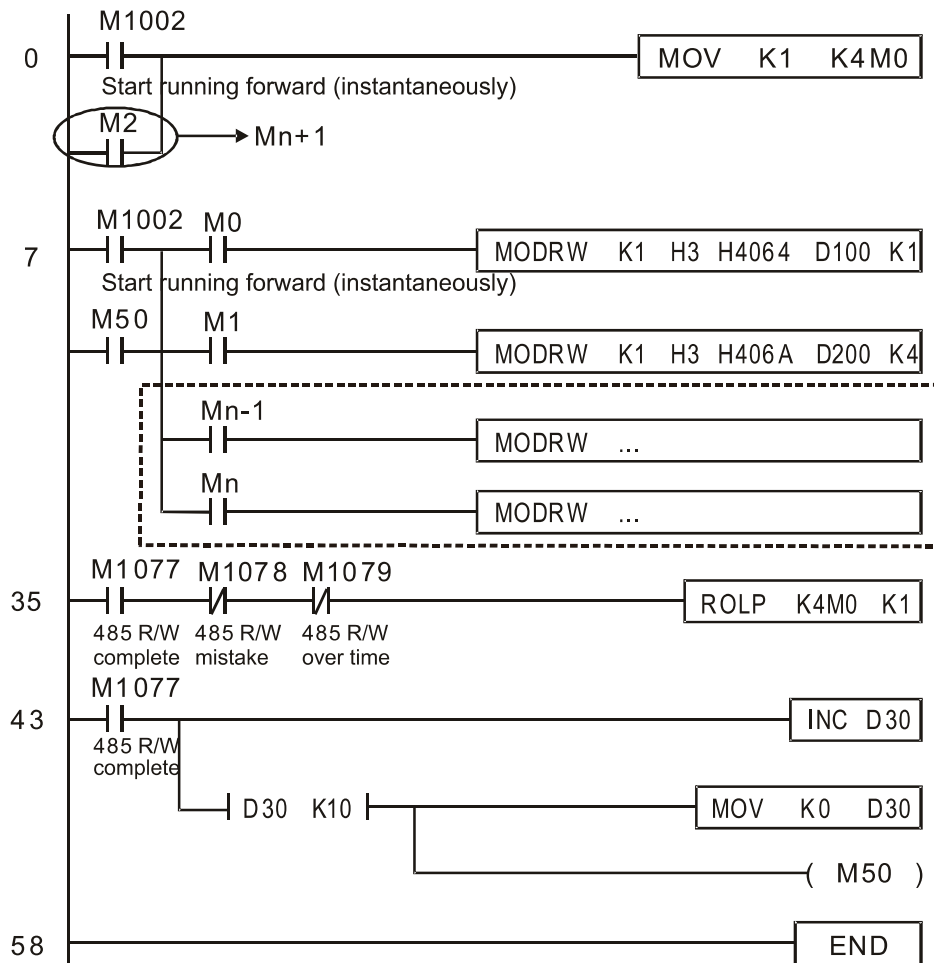 M1002
0 MOV K1 K4M0
Start running forward (instantaneously)
M2
Mn+1
M1002 M0
7 MODRW K1 H3 H4064 D100 K1
Start running forward (instantaneously)
M50 M1
MODRW K1 H3 H406A D200 K4
Mn-1
MODRW ...
Mn
MODRW ...
M1077 M1078 M1079
35 ROLP K4M0 K1
485 R/W 485 R/W 485 R/W
complete mistake over time
M1077
43 INC D30
485 R/W
complete
D30 K10 MOV K0 D30
( M50 )
58 END